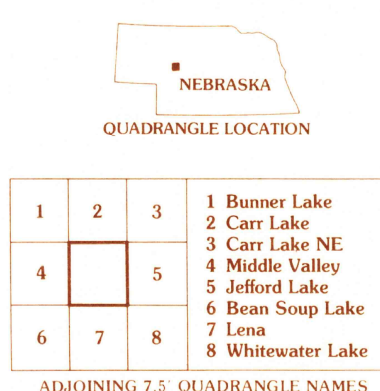 NEBRASKA
QUADRANGLE LOCATION
1 2 3
4 5
6 7 8
1 Bunner Lake
2 Carr Lake
3 Carr Lake NE
4 Middle Valley
5 Jefford Lake
6 Bean Soup Lake
7 Lena
8 Whitewater Lake
ADJOINING 7.5' QUADRANGLE NAMES